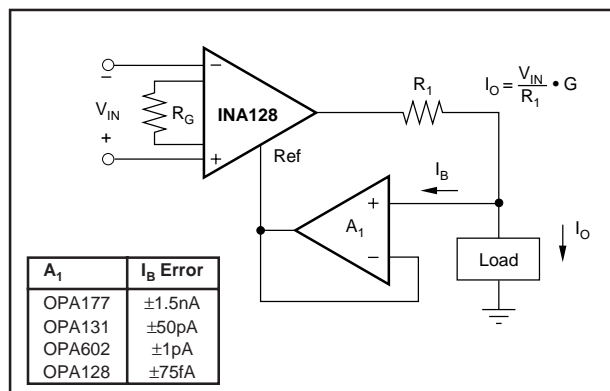 −
V_IN
+
R_G
−
INA128
+
Ref
R_1
I_O = V_IN / R_1 • G
I_B
A_1
+
−
Load
I_O
A_1 I_B Error
OPA177 ±1.5nA
OPA131 ±50pA
OPA602 ±1pA
OPA128 ±75fA